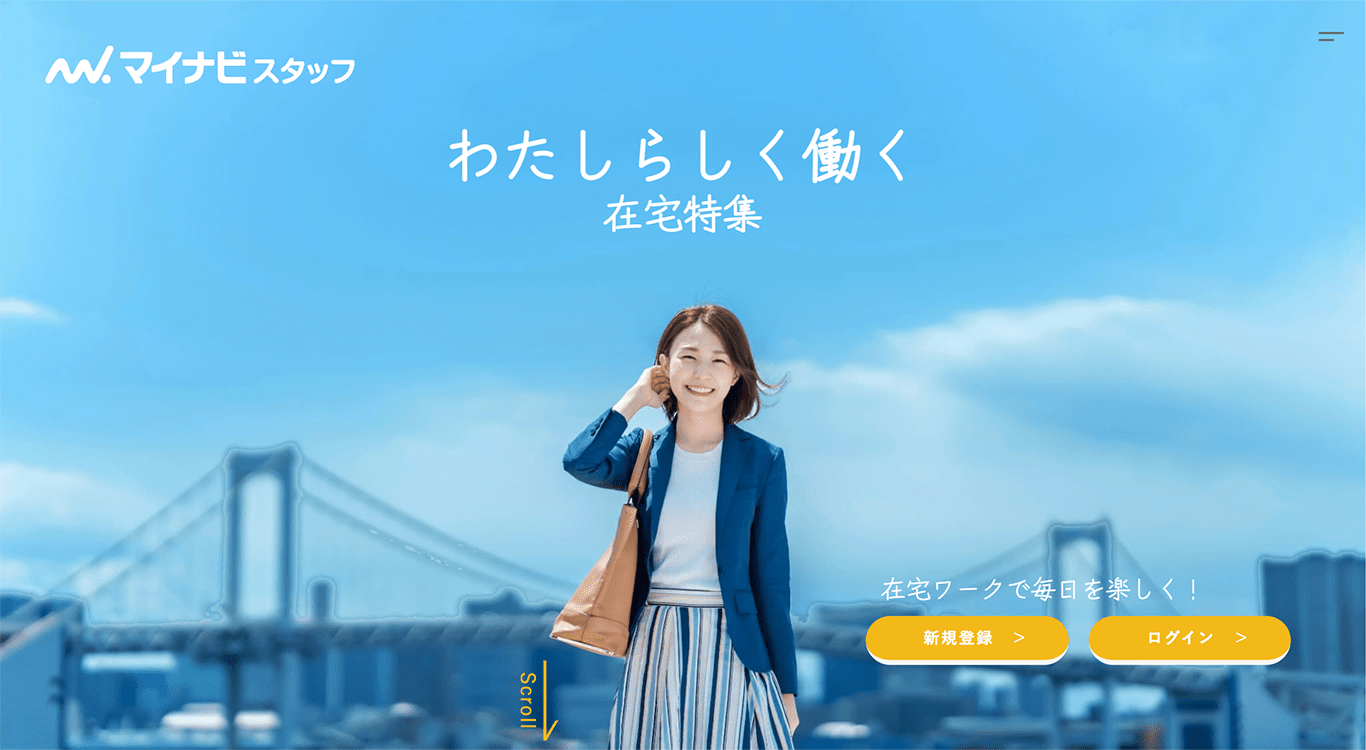 マイナビスタッフ
わたしらしく働く
在宅特集
在宅ワークで毎日を楽しく！
新規登録 >
ログイン >
Scroll